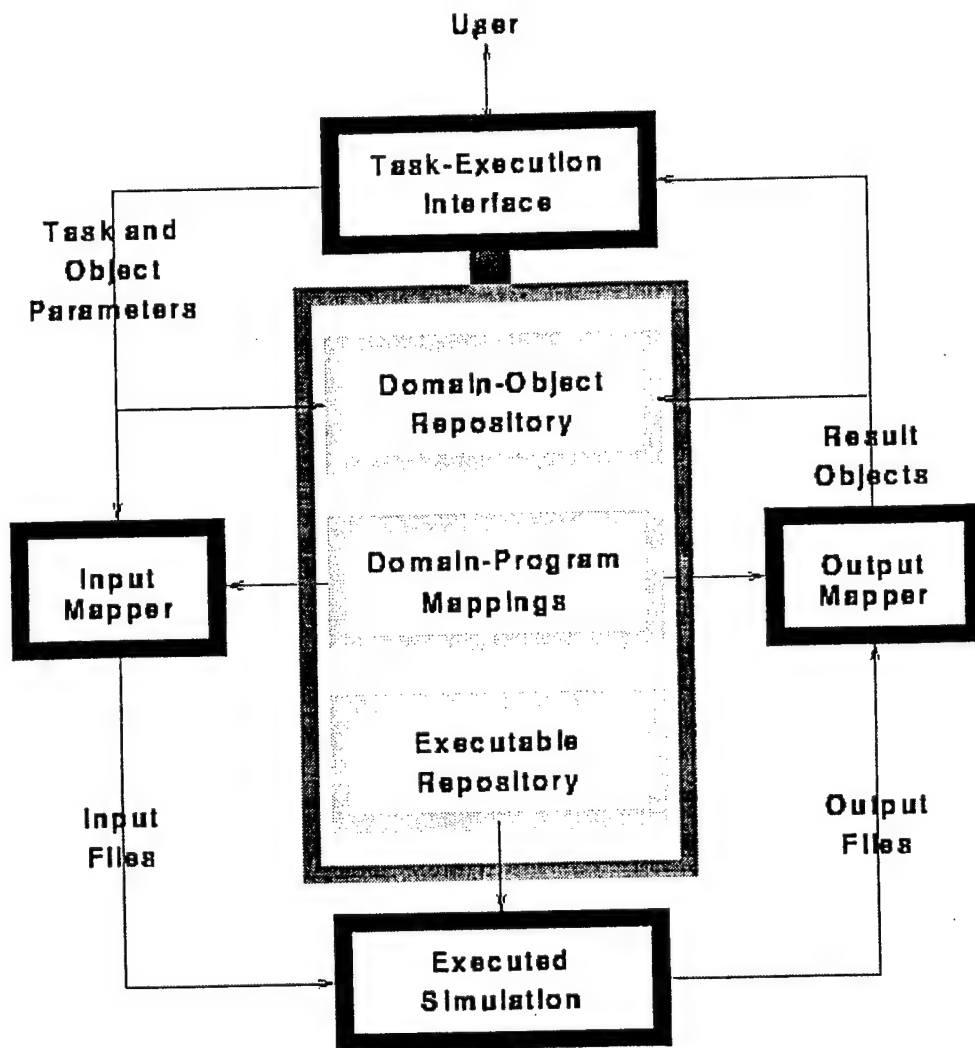 User
Task-Execution
Interface
Task and
Object
Parameters
Domain-Object
Repository
Result
Objects
Input
Mapper
Domain-Program
Mappings
Output
Mapper
Executable
Repository
Input
Files
Output
Files
Executed
Simulation